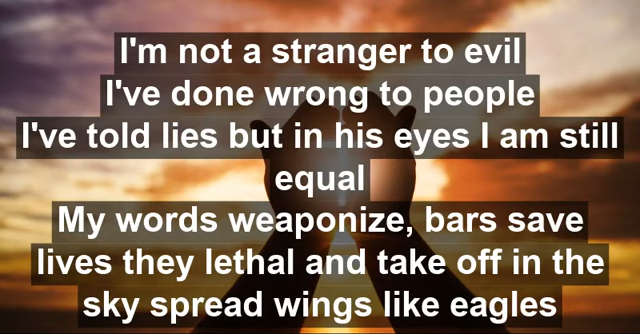 I'm not a stranger to evil
I've done wrong to people
I've told lies but in his eyes I am still
equal
My words weaponize, bars save
lives they lethal and take off in the
sky spread wings like eagles